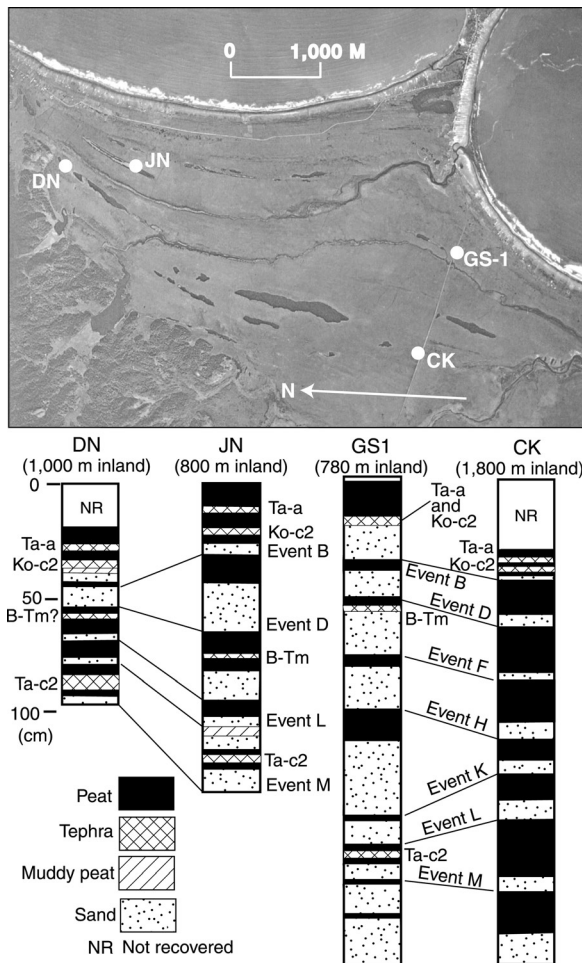 0 1,000 M
DN
JN
GS-1
CK
N
DN
(1,000 m inland)
JN
(800 m inland)
GS1
(780 m inland)
CK
(1,800 m inland)
0
50
100
(cm)
NR
Ta-a
Ko-c2
B-Tm?
Ta-c2
Ta-a
Ko-c2
Event B
Event D
B-Tm
Event L
Ta-c2
Event M
Ta-a
and
Ko-c2
Event B
Event D
B-Tm
Event F
Event H
Event K
Event L
Ta-c2
Event M
NR
Ta-a
Ko-c2
Peat
Tephra
Muddy peat
Sand
NR Not recovered